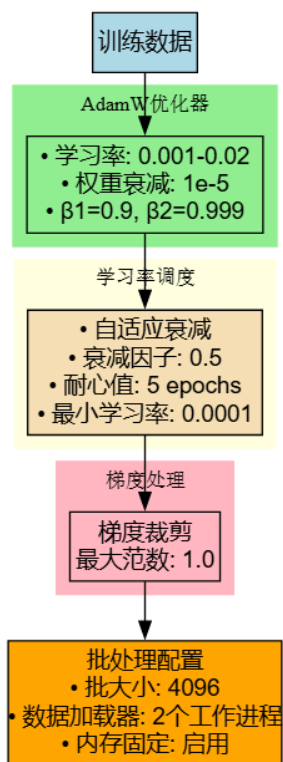 训练数据
AdamW优化器
• 学习率: 0.001-0.02
• 权重衰减: 1e-5
• β1=0.9, β2=0.999
学习率调度
• 自适应衰减
• 衰减因子: 0.5
• 耐心值: 5 epochs
• 最小学习率: 0.0001
梯度处理
梯度裁剪
最大范数: 1.0
批处理配置
• 批大小: 4096
• 数据加载器: 2个工作进程
• 内存固定: 启用